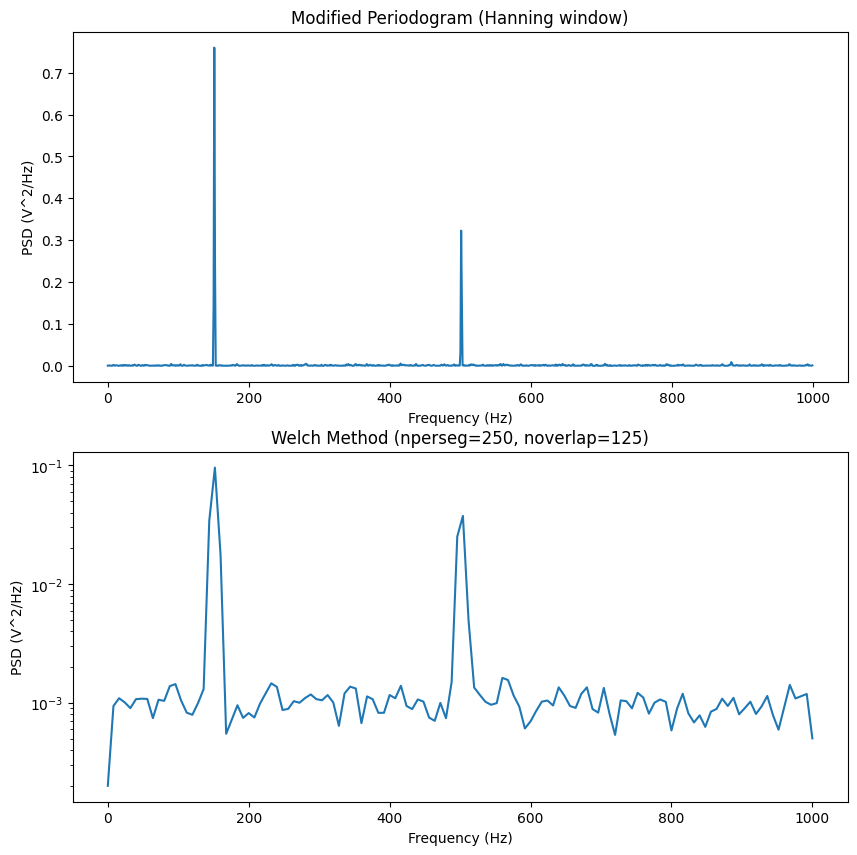 Modified Periodogram (Hanning window)
0.7
0.6
0.5
0.4
0.3
0.2
0.1
0.0
PSD (V^2/Hz)
0 200 400 600 800 1000
Frequency (Hz)
Welch Method (nperseg=250, noverlap=125)
10⁻¹
10⁻²
10⁻³
PSD (V^2/Hz)
0 200 400 600 800 1000
Frequency (Hz)